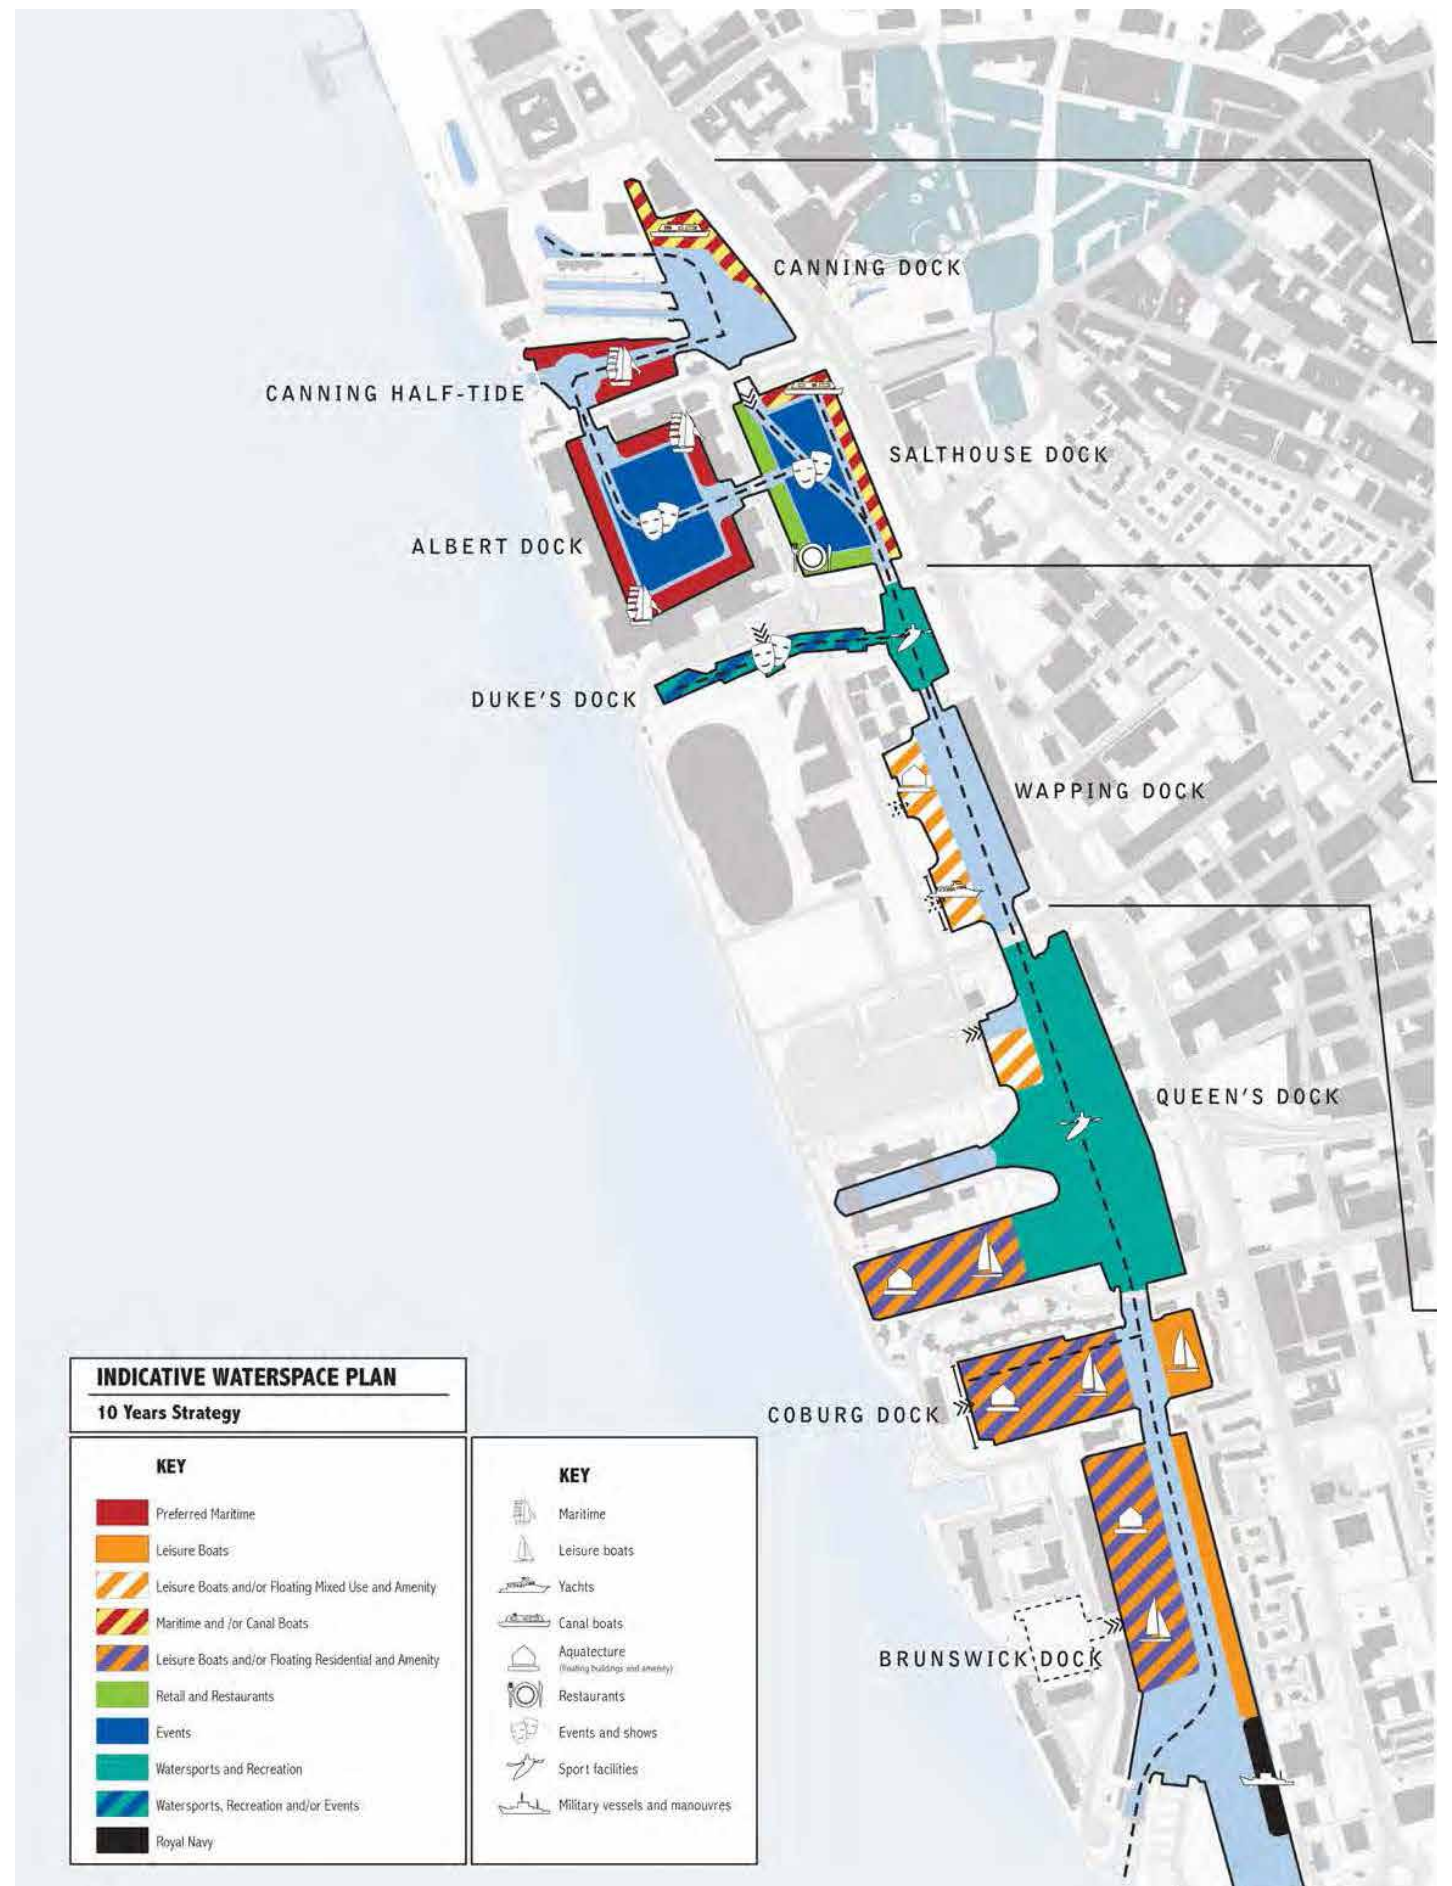 CANNING DOCK
CANNING HALF-TIDE
SALTHOUSE DOCK
ALBERT DOCK
DUKE'S DOCK
WAPPING DOCK
QUEEN'S DOCK
COBURG DOCK
BRUNSWICK DOCK
INDICATIVE WATERSPACE PLAN
10 Years Strategy
KEY
Preferred Maritime
Leisure Boats
Leisure Boats and/or Floating Mixed Use and Amenity
Maritime and /or Canal Boats
Leisure Boats and/or Floating Residential and Amenity
Retail and Restaurants
Events
Watersports and Recreation
Watersports, Recreation and/or Events
Royal Navy
KEY
Maritime
Leisure boats
Yachts
Canal boats
Aquatecture
(floating buildings and amenity)
Restaurants
Events and shows
Sport facilities
Military vessels and manouvres